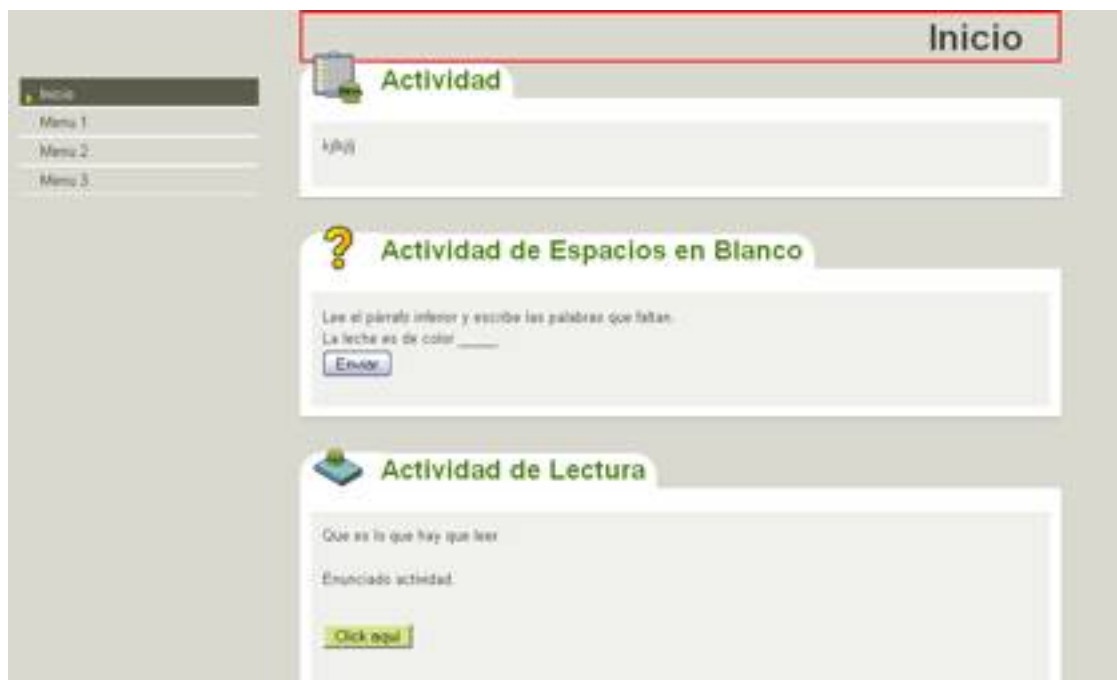 Inicio
Inicio
Menu 1
Menu 2
Menu 3
Actividad
Actividad de Espacios en Blanco
Lee el párrafo inferior y escribe las palabras que faltan.
La leche es de color _____
Enviar
Actividad de Lectura
Que es lo que hay que leer
Enunciado actividad.
Click aquí